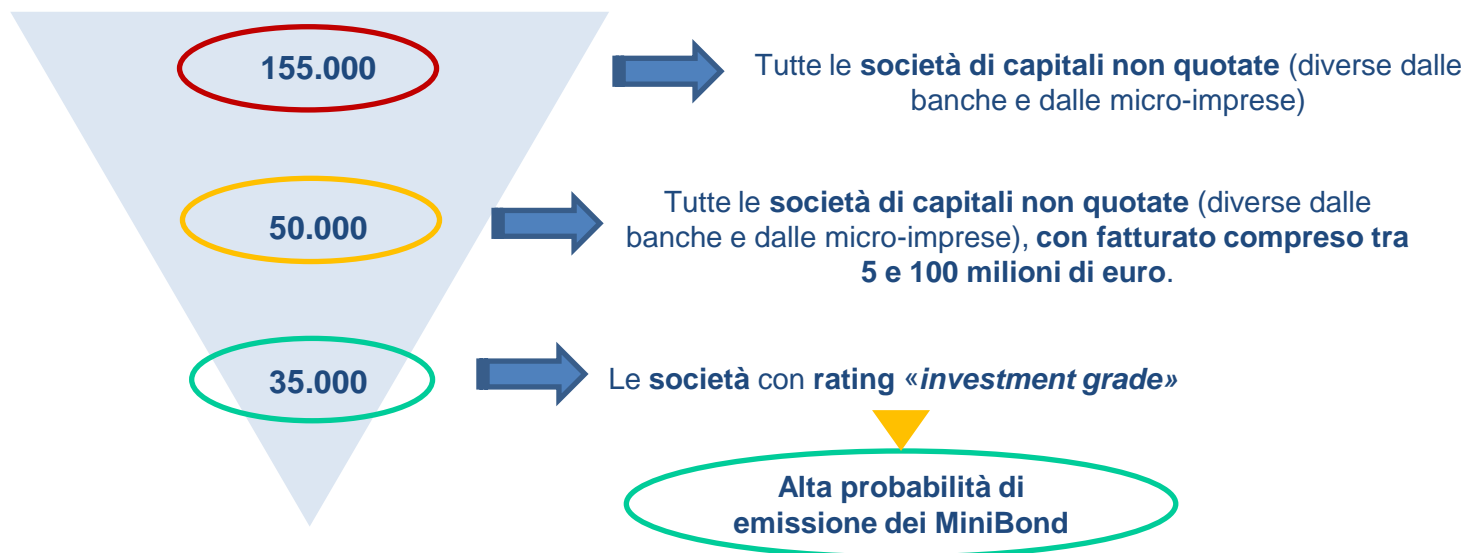 155.000
Tutte le società di capitali non quotate (diverse dalle
banche e dalle micro-imprese)
50.000
Tutte le società di capitali non quotate (diverse dalle
banche e dalle micro-imprese), con fatturato compreso tra
5 e 100 milioni di euro.
35.000
Le società con rating «investment grade»
Alta probabilità di
emissione dei MiniBond